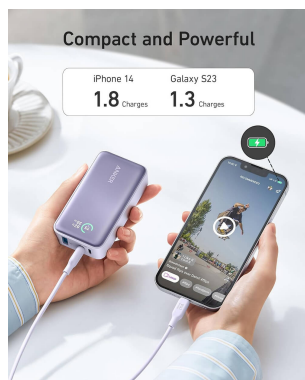 Compact and Powerful
iPhone 14
Galaxy S23
1.8 Charges
1.3 Charges
ANKER